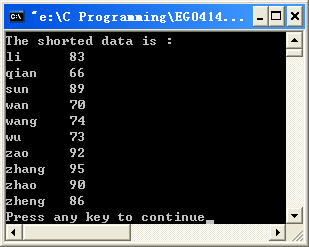 "e:\C Programming\EG0414...
The shorted data is :
li 83
qian 66
sun 89
wan 70
wang 74
wu 73
zao 92
zhang 95
zhao 90
zheng 86
Press any key to continue_